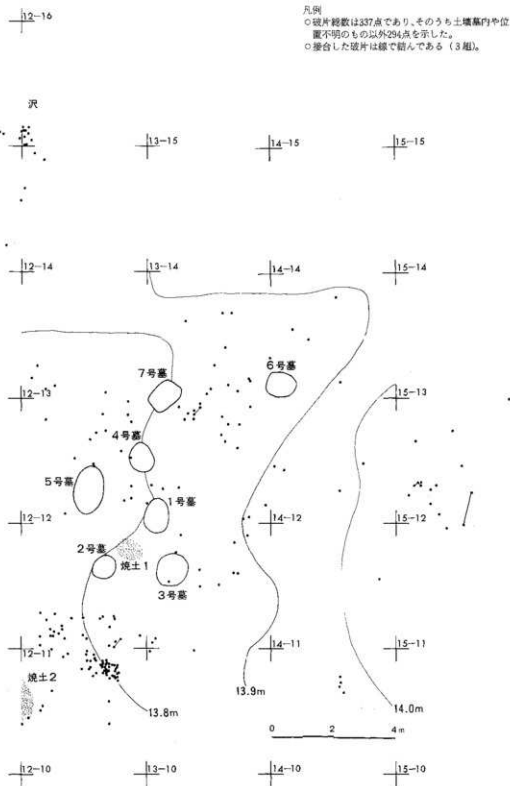 凡例
○破片総数は337点であり、そのうち土壙墓内や位
置不明のもの以外294点を示した。
○接合した破片は線で結んである(3組)。
12-16
沢
13-15
14-15
15-15
12-14
13-14
14-14
15-14
7号墓
6号墓
12-13
15-13
4号墓
5号墓
1号墓
12-12
14-12
15-12
2号墓
焼土1
3号墓
12-11
14-11
15-11
焼土2
13.8m
13.9m
14.0m
0 2 4m
12-10
13-10
14-10
15-10